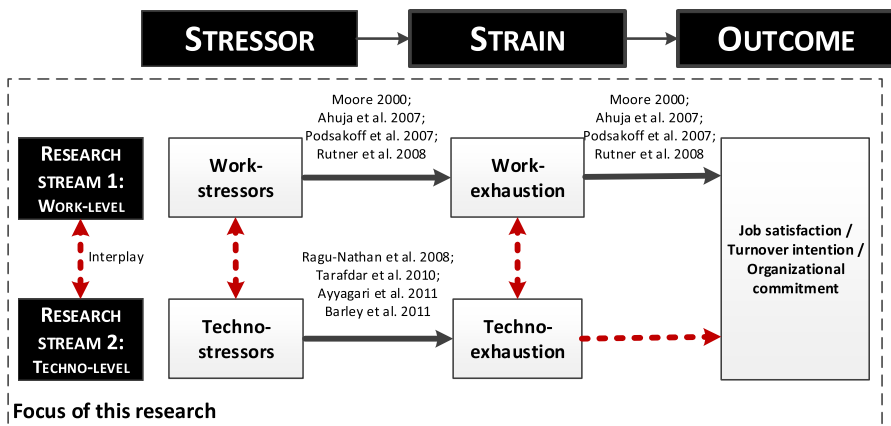 STRESSOR
STRAIN
OUTCOME
Moore 2000;
Ahuja et al. 2007;
Podsakoff et al. 2007;
Rutner et al. 2008
Moore 2000;
Ahuja et al. 2007;
Podsakoff et al. 2007;
Rutner et al. 2008
RESEARCH
STREAM 1:
WORK-LEVEL
Work-
stressors
Work-
exhaustion
Job satisfaction /
Turnover intention /
Organizational
commitment
Interplay
Ragu-Nathan et al. 2008;
Tarafdar et al. 2010;
Ayyagari et al. 2011
Barley et al. 2011
RESEARCH
STREAM 2:
TECHNO-LEVEL
Techno-
stressors
Techno-
exhaustion
Focus of this research